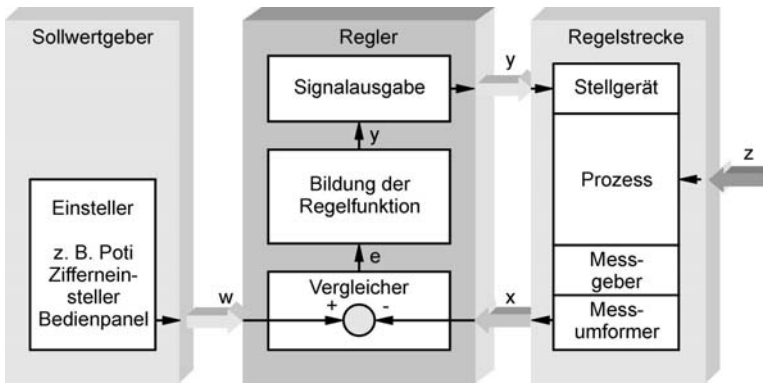 Sollwertgeber
Einsteller
z. B. Poti
Ziffernein-
steller
Bedienpanel
w
Regler
Signalausgabe
y
Bildung der
Regelfunktion
e
Vergleicher
+ -
y
x
Regelstrecke
Stellgerät
Prozess
z
Mess-
geber
Mess-
umformer